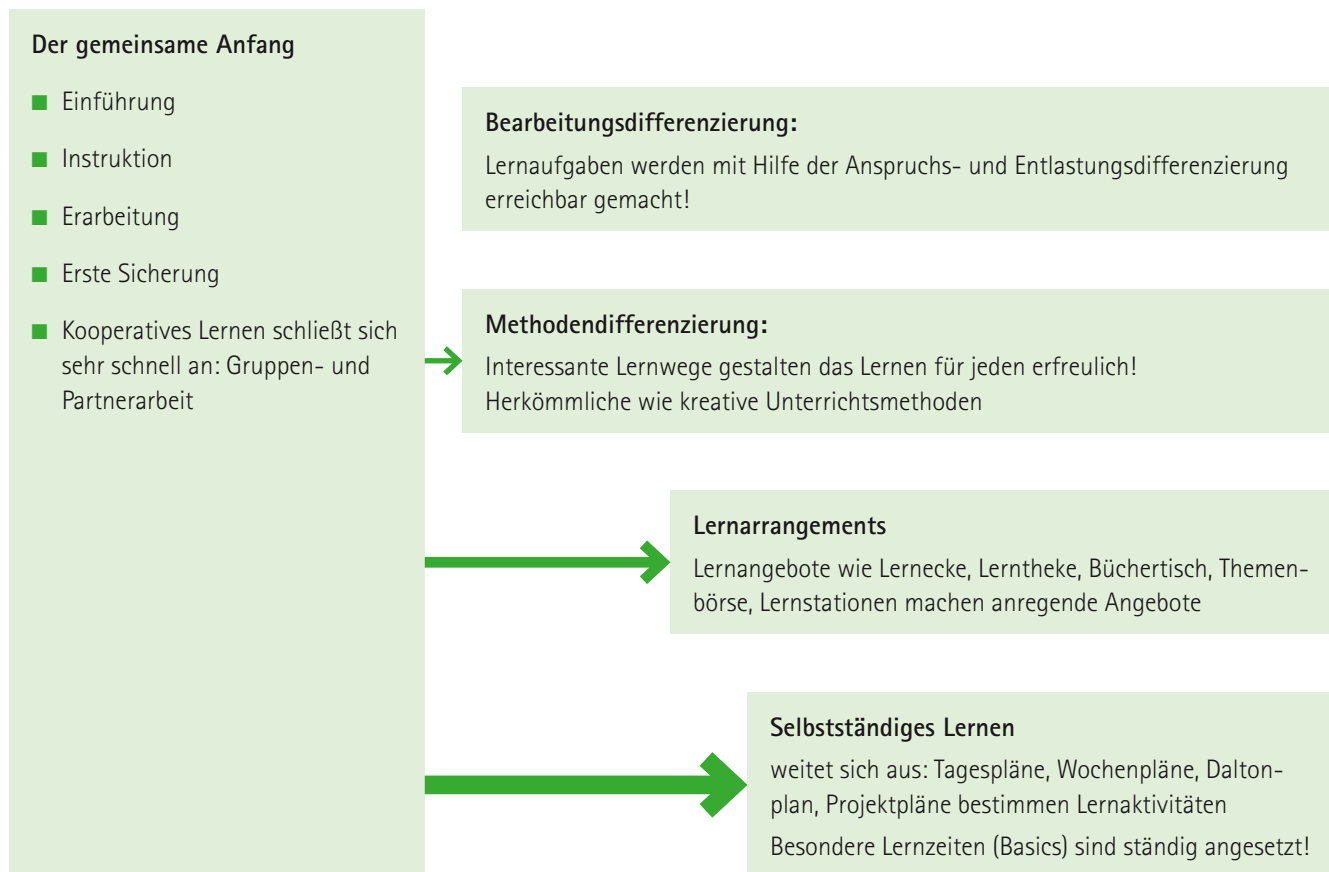 Der gemeinsame Anfang
Einführung
Instruktion
Erarbeitung
Erste Sicherung
Kooperatives Lernen schließt sich
sehr schnell an: Gruppen- und
Partnerarbeit
Bearbeitungsdifferenzierung:
Lernaufgaben werden mit Hilfe der Anspruchs- und Entlastungsdifferenzierung
erreichbar gemacht!
Methodendifferenzierung:
Interessante Lernwege gestalten das Lernen für jeden erfreulich!
Herkömmliche wie kreative Unterrichtsmethoden
Lernarrangements
Lernangebote wie Lernecke, Lerntheke, Büchertisch, Themen-
börse, Lernstationen machen anregende Angebote
Selbstständiges Lernen
weitet sich aus: Tagespläne, Wochenpläne, Dalton-
plan, Projektpläne bestimmen Lernaktivitäten
Besondere Lernzeiten (Basics) sind ständig angesetzt!